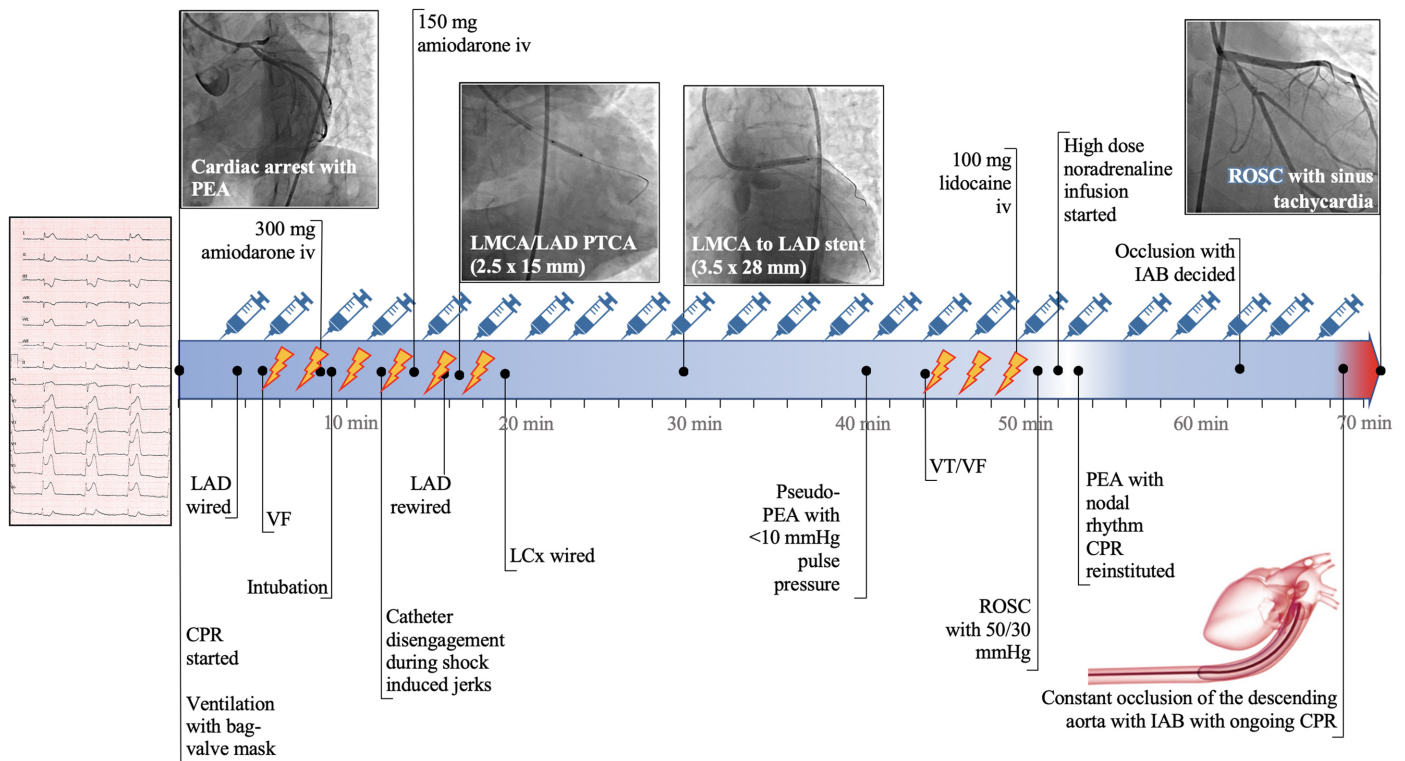 150 mg
amiodarone iv
Cardiac arrest with
PEA
300 mg
amiodarone iv
LMCA/LAD PTCA
(2.5 x 15 mm)
LMCA to LAD stent
(3.5 x 28 mm)
100 mg
lidocaine
iv
High dose
noradrenaline
infusion
started
ROSC with sinus
tachycardia
Occlusion with
IAB decided
10 min
20 min
30 min
40 min
50 min
60 min
70 min
LAD
wired
VF
Intubation
CPR
started
Ventilation
with bag-
valve mask
Catheter
disengagement
during shock
induced jerks
LAD
rewired
LCx wired
Pseudo-
PEA with
<10 mmHg
pulse
pressure
VT/VF
ROSC
with 50/30
mmHg
PEA with
nodal
rhythm
CPR
reinstituted
Constant occlusion of the descending
aorta with IAB with ongoing CPR